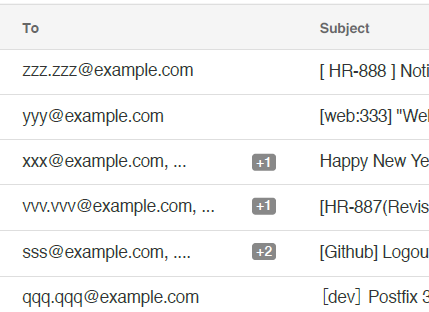 To Subject
zzz.zzz@example.com [ HR-888 ] Noti
yyy@example.com [web:333] "Wel
xxx@example.com, ... +1 Happy New Ye
vvv.vvv@example.com, ... +1 [HR-887(Revis
sss@example.com, .... +2 [Github] Logou
qqq.qqq@example.com [dev] Postfix 3